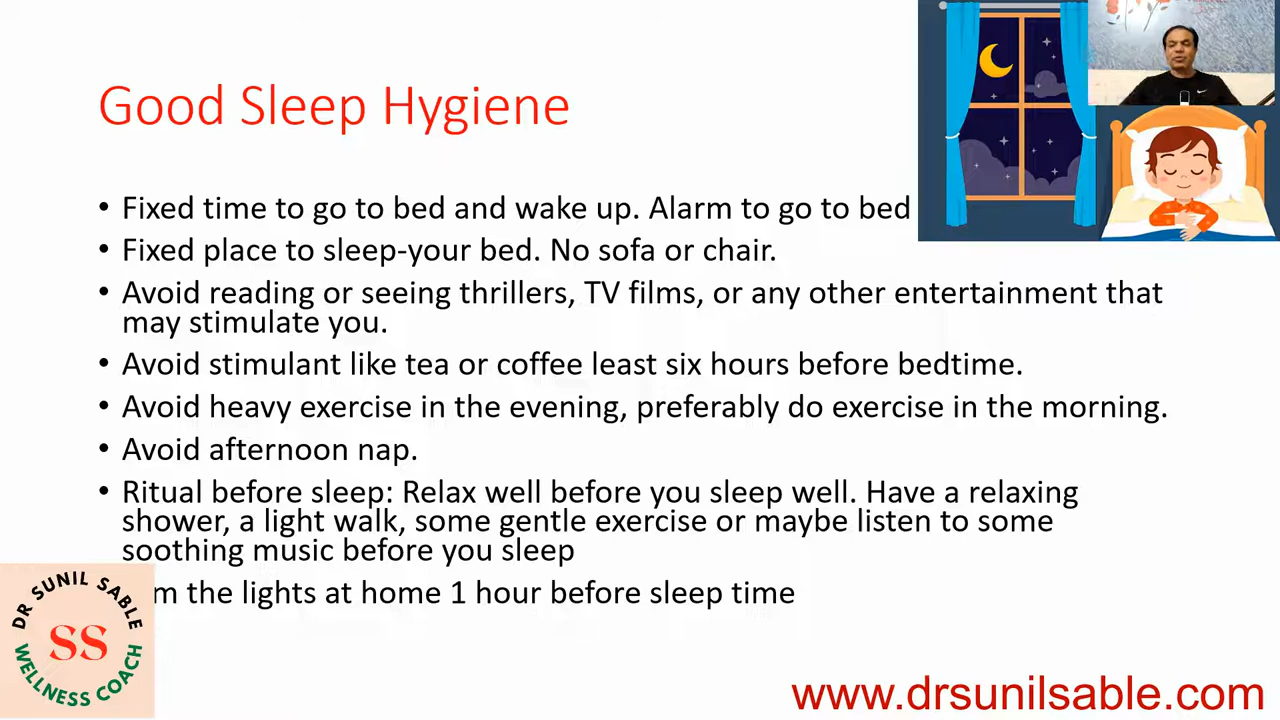 Good Sleep Hygiene
• Fixed time to go to bed and wake up. Alarm to go to bed
• Fixed place to sleep-your bed. No sofa or chair.
• Avoid reading or seeing thrillers, TV films, or any other entertainment that
may stimulate you.
• Avoid stimulant like tea or coffee least six hours before bedtime.
• Avoid heavy exercise in the evening, preferably do exercise in the morning.
• Avoid afternoon nap.
• Ritual before sleep: Relax well before you sleep well. Have a relaxing
shower, a light walk, some gentle exercise or maybe listen to some
soothing music before you sleep
the lights at home 1 hour before sleep time
DR SUNIL SABLE
SS
WELLNESS COACH
www.drsunilsable.com